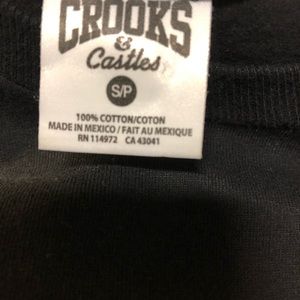 CROOKS
&
Castles
S/P
100% COTTON/COTON
MADE IN MEXICO / FAIT AU MEXIQUE
RN 114972 CA 43041